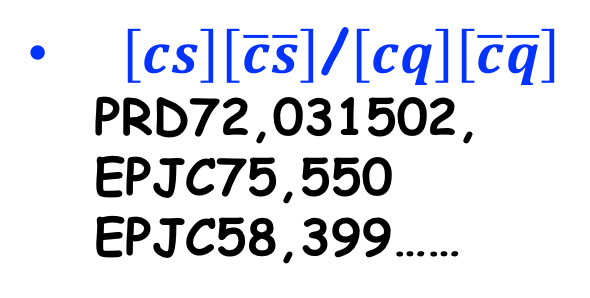 • [cs][c̅s̅]/[cq][c̅q̅]
PRD72,031502,
EPJC75,550
EPJC58,399……